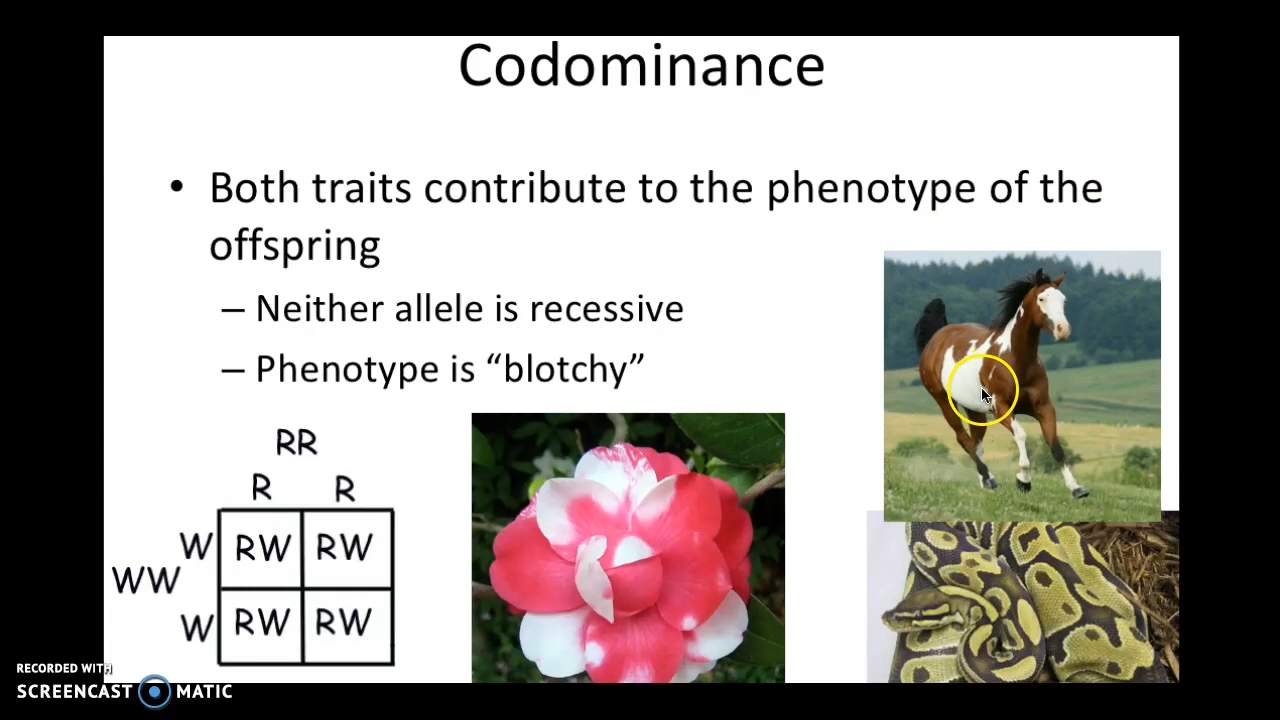 Codominance
• Both traits contribute to the phenotype of the
offspring
– Neither allele is recessive
– Phenotype is “blotchy”
RR
R R
W RW RW
WW
W RW RW
RECORDED WITH
SCREENCAST MATIC